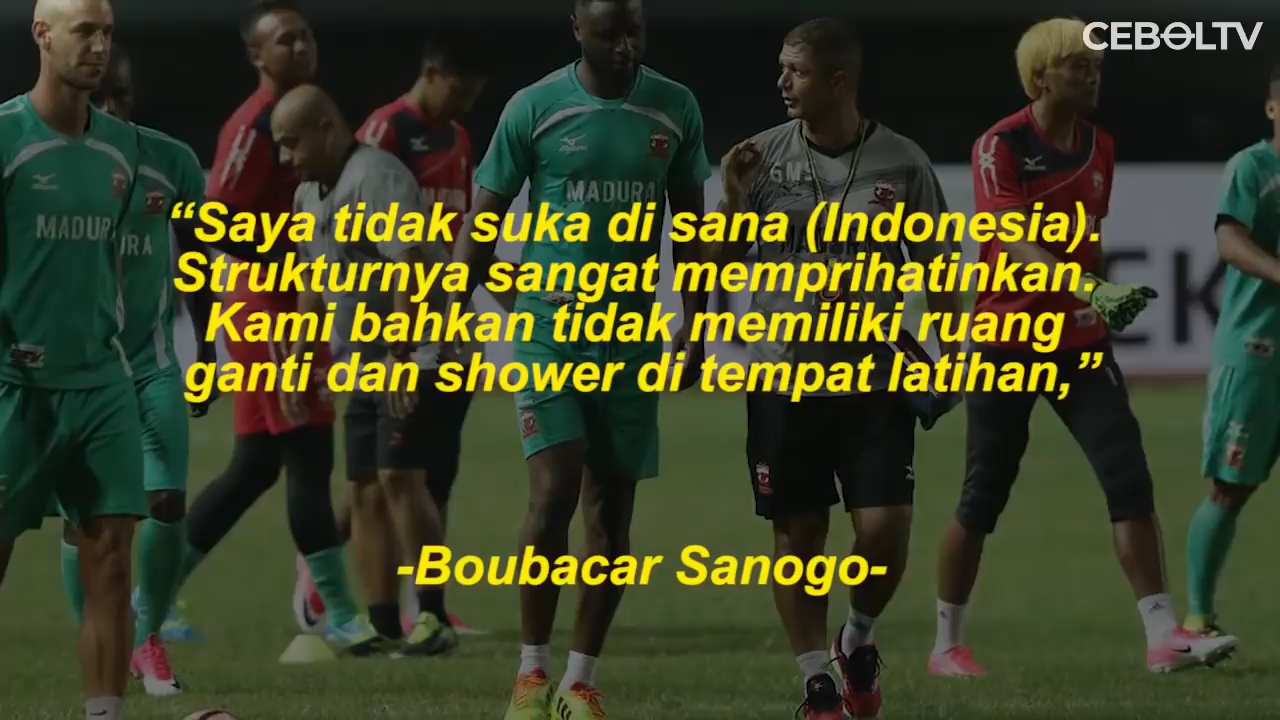 CEBOLTV
GMS
MADURA
MADURA
“Saya tidak suka di sana (Indonesia).
Strukturnya sangat memprihatinkan.
Kami bahkan tidak memiliki ruang
ganti dan shower di tempat latihan,”
-Boubacar Sanogo-